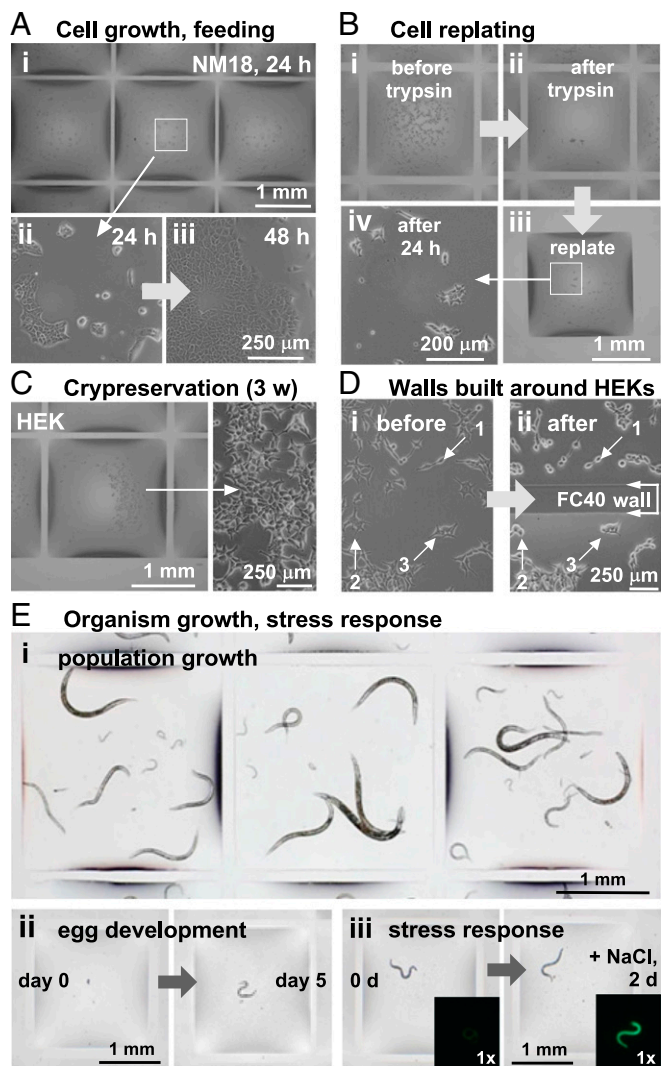 A Cell growth, feeding
i
NM18, 24 h
1 mm
ii
24 h
iii
48 h
250 μm
B Cell replating
i
before
trypsin
ii
after
trypsin
iv
after
24 h
200 μm
iii
replate
1 mm
C Crypreservation (3 w)
HEK
1 mm
250 μm
D Walls built around HEKs
i before
1
2
3
ii after
1
FC40 wall
2
3
250 μm
E Organism growth, stress response
i population growth
1 mm
ii egg development
day 0
day 5
1 mm
iii stress response
0 d
1x
+ NaCl,
2 d
1 mm
1x